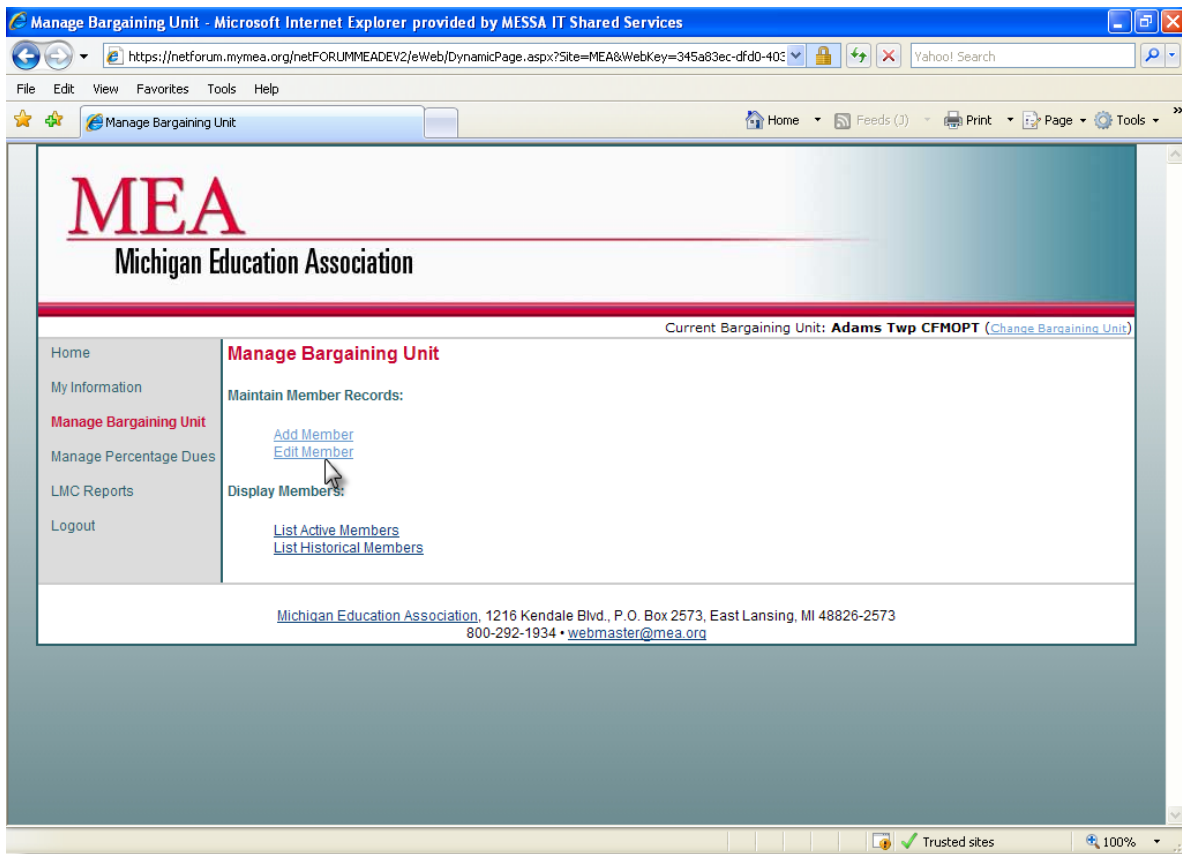 Manage Bargaining Unit - Microsoft Internet Explorer provided by MESSA IT Shared Services
https://netforum.mymea.org/netFORUMMEADEV2/eWeb/DynamicPage.aspx?Site=MEA&WebKey=345a83ec-dfd0-403
Yahoo! Search
File Edit View Favorites Tools Help
Manage Bargaining Unit
Home Feeds (J) Print Page Tools »
MEA
Michigan Education Association
Current Bargaining Unit: Adams Twp CFMOPT (Change Bargaining Unit)
Home
My Information
Manage Bargaining Unit
Manage Percentage Dues
LMC Reports
Logout
Manage Bargaining Unit
Maintain Member Records:
Add Member
Edit Member
Display Members:
List Active Members
List Historical Members
Michigan Education Association, 1216 Kendale Blvd., P.O. Box 2573, East Lansing, MI 48826-2573
800-292-1934 • webmaster@mea.org
Trusted sites
100%